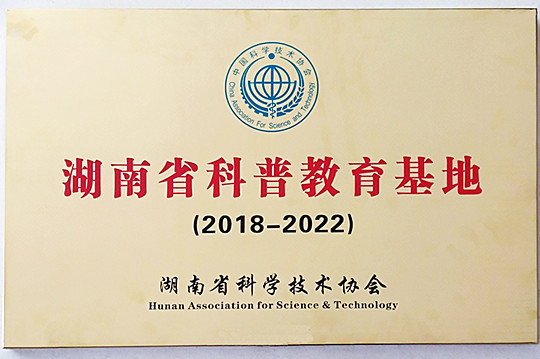 中国科学技术协会
China Association For Science and Technology
湖南省科普教育基地
(2018-2022)
湖南省科学技术协会
Hunan Association for Science & Technology